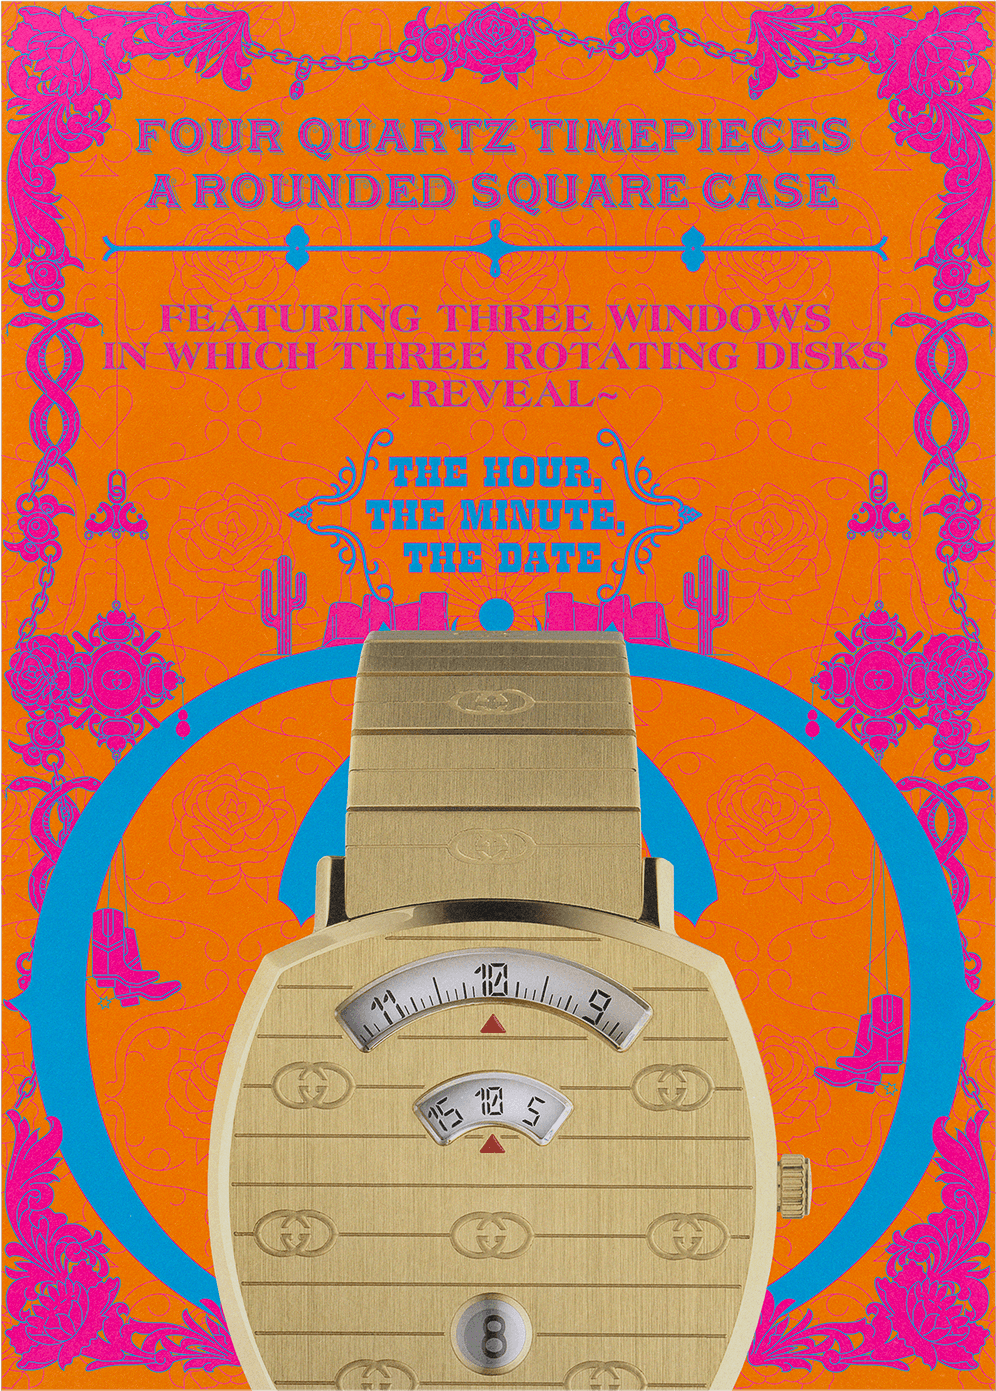 FOUR QUARTZ TIMEPIECES
A ROUNDED SQUARE CASE
FEATURING THREE WINDOWS
IN WHICH THREE ROTATING DISKS
~REVEAL~
THE HOUR,
THE MINUTE,
THE DATE
11 10 9
15 10 5
8